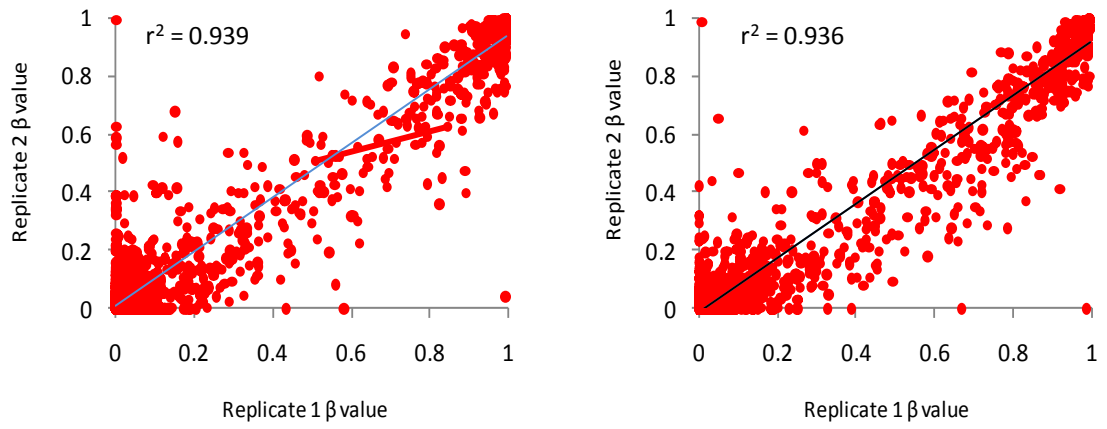 r² = 0.939
Replicate 2 β value
1
0.8
0.6
0.4
0.2
0
0 0.2 0.4 0.6 0.8 1
Replicate 1 β value
r² = 0.936
Replicate 2 β value
1
0.8
0.6
0.4
0.2
0
0 0.2 0.4 0.6 0.8 1
Replicate 1 β value